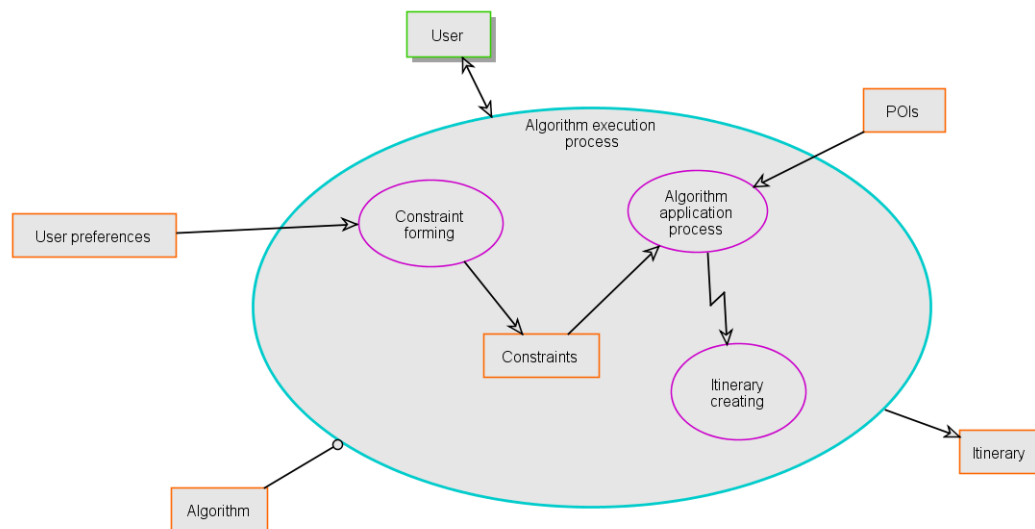 User
Algorithm execution
process
POIs
Algorithm
application
process
Constraint
forming
User preferences
Constraints
Itinerary
creating
Itinerary
Algorithm